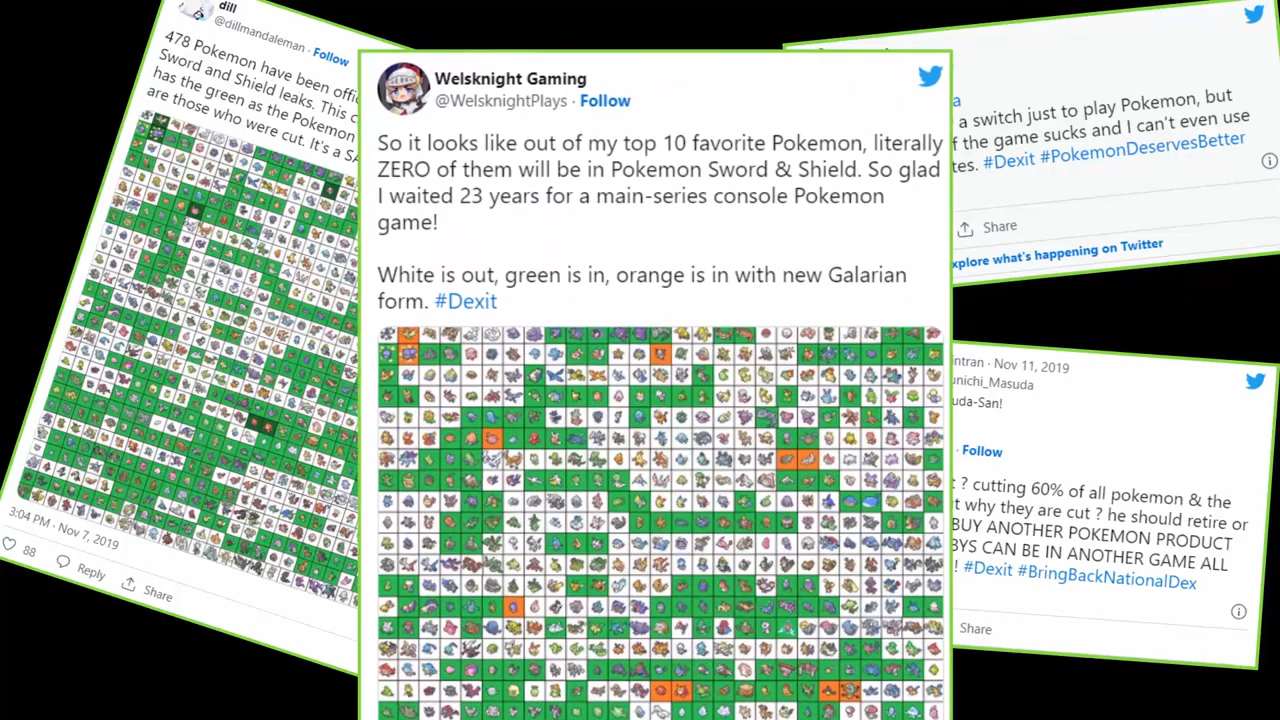 dill
@dillmandaleman · Follow
478 Pokemon have been
Sword and Shield leaks. This
has the green as the Pokemon
are those who were cut. It's a
3:04 PM · Nov 7, 2019
88
Reply
Share
Welsknight Gaming
@WelsknightPlays · Follow
So it looks like out of my top 10 favorite Pokemon, literally
ZERO of them will be in Pokemon Sword & Shield. So glad
I waited 23 years for a main-series console Pokemon
game!
White is out, green is in, orange is in with new Galarian
form. #Dexit
a switch just to play Pokemon, but
f the game sucks and I can't even use
tes. #Dexit #PokemonDeservesBetter
Share
xplore what's happening on Twitter
ntran · Nov 11, 2019
unichi_Masuda
uda-San!
· Follow
? cutting 60% of all pokemon & the
t why they are cut ? he should retire or
BUY ANOTHER POKEMON PRODUCT
BYS CAN BE IN ANOTHER GAME ALL
! #Dexit #BringBackNationalDex
Share